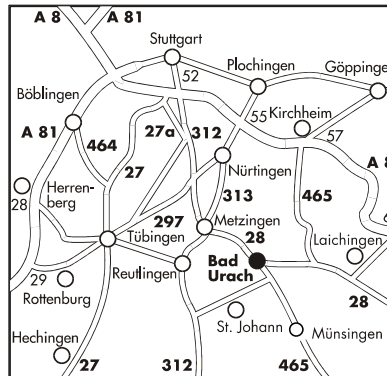 A 8
A 81
Stuttgart
52
Plochingen
Göppinge
Böblingen
A 81
464
27a
312
55
Kirchheim
57
27
Nürtingen
A 8
28
Herren-
berg
313
465
297
Metzingen
Tübingen
28
Laichingen
29
Reutlingen
Bad
Urach
Rottenburg
28
St. Johann
Münsingen
Hechingen
27
312
465